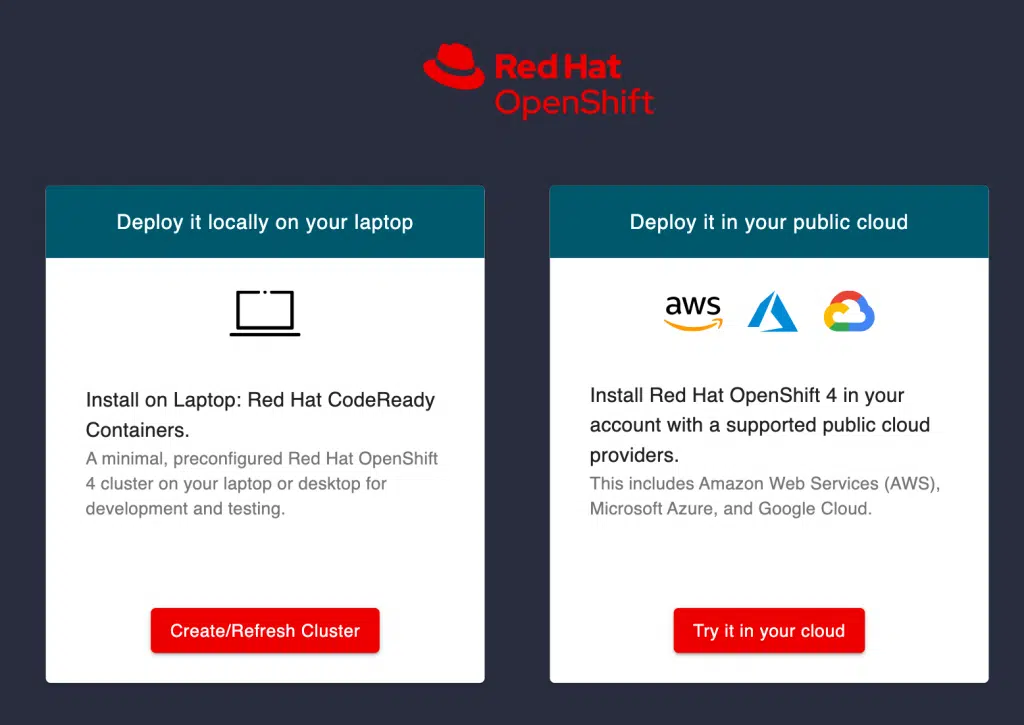 Red Hat
OpenShift
Deploy it locally on your laptop
Install on Laptop: Red Hat CodeReady
Containers.
A minimal, preconfigured Red Hat OpenShift
4 cluster on your laptop or desktop for
development and testing.
Create/Refresh Cluster
Deploy it in your public cloud
aws
Install Red Hat OpenShift 4 in your
account with a supported public cloud
providers.
This includes Amazon Web Services (AWS),
Microsoft Azure, and Google Cloud.
Try it in your cloud